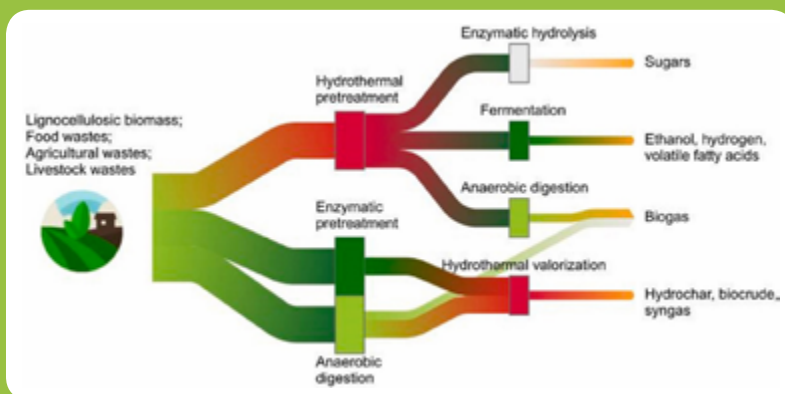 Lignocellulosic biomass;
Food wastes;
Agricultural wastes;
Livestock wastes
Hydrothermal
pretreatment
Enzymatic
pretreatment
Anaerobic
digestion
Enzymatic hydrolysis
Fermentation
Anaerobic digestion
Hydrothermal valorization
Sugars
Ethanol, hydrogen,
volatile fatty acids
Biogas
Hydrochar, biocrude,,
syngas